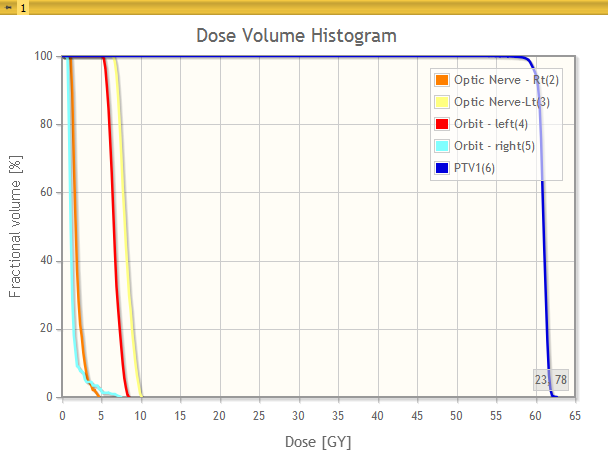 1
Dose Volume Histogram
100
80
60
40
20
0
Fractional volume [%]
Optic Nerve - Rt(2)
Optic Nerve-Lt(3)
Orbit - left(4)
Orbit - right(5)
PTV1(6)
23, 78
0 5 10 15 20 25 30 35 40 45 50 55 60 65
Dose [GY]